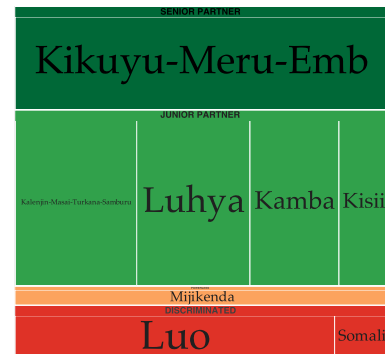 SENIOR PARTNER
Kikuyu-Meru-Emb
JUNIOR PARTNER
Kalenjin-Masai-Turkana-Samburu
Luhya
Kamba
Kisii
Mijikenda
DISCRIMINATED
Luo
Somali